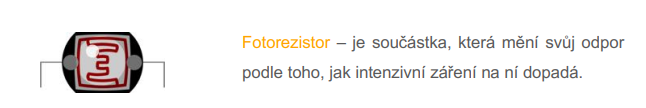 Fotorezistor – je součástka, která mění svůj odpor
podle toho, jak intenzivní záření na ní dopadá.